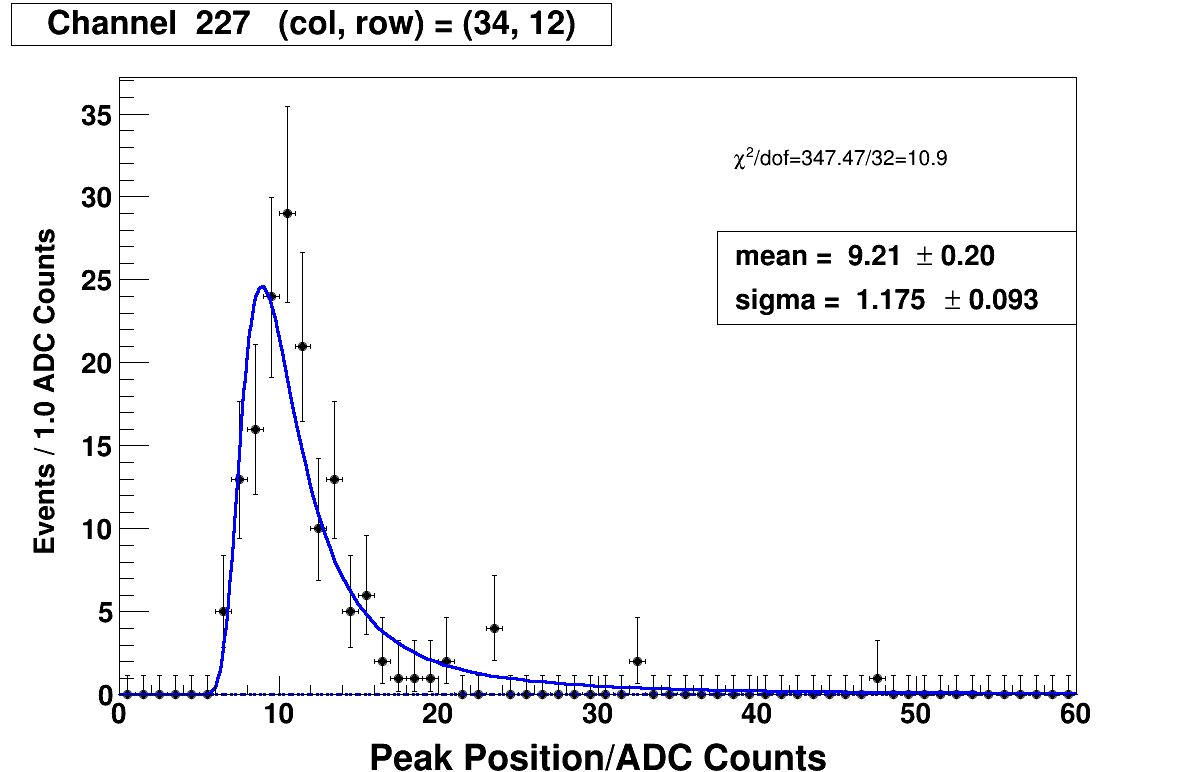 Channel 227 (col, row) = (34, 12)
χ²/dof=347.47/32=10.9
mean = 9.21 ± 0.20
sigma = 1.175 ± 0.093
Events / 1.0 ADC Counts
35
30
25
20
15
10
5
0
0 10 20 30 40 50 60
Peak Position/ADC Counts